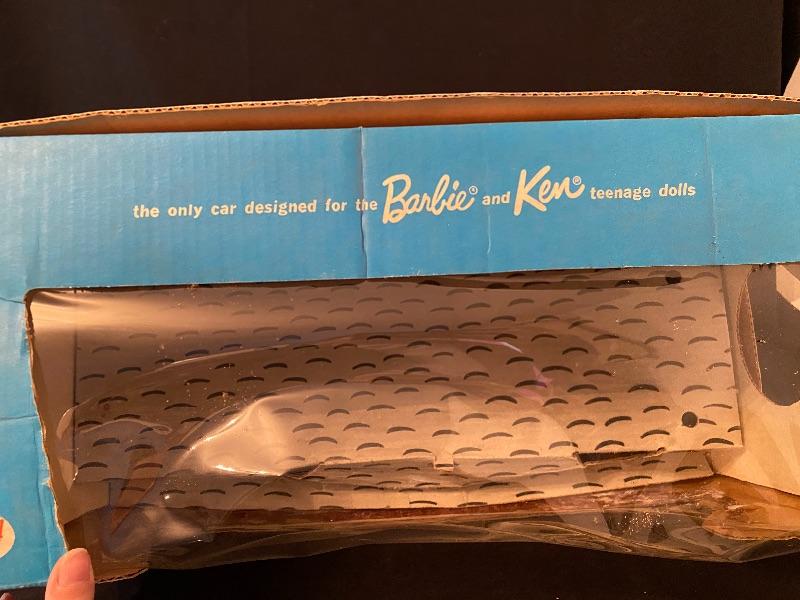 the only car designed for the Barbie® and Ken® teenage dolls